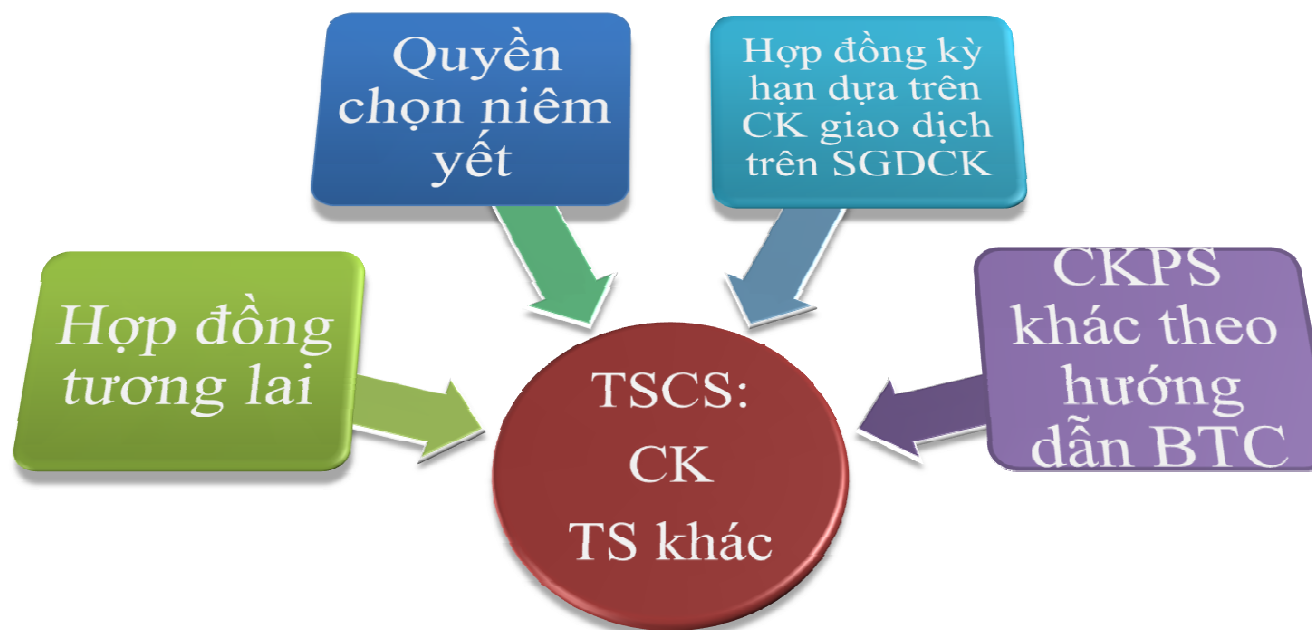 Quyền
chọn niêm
yết
Hợp đồng kỳ
hạn dựa trên
CK giao dịch
trên SGDCK
Hợp đồng
tương lai
CKPS
khác theo
hướng
dẫn BTC
TSCS:
CK
TS khác